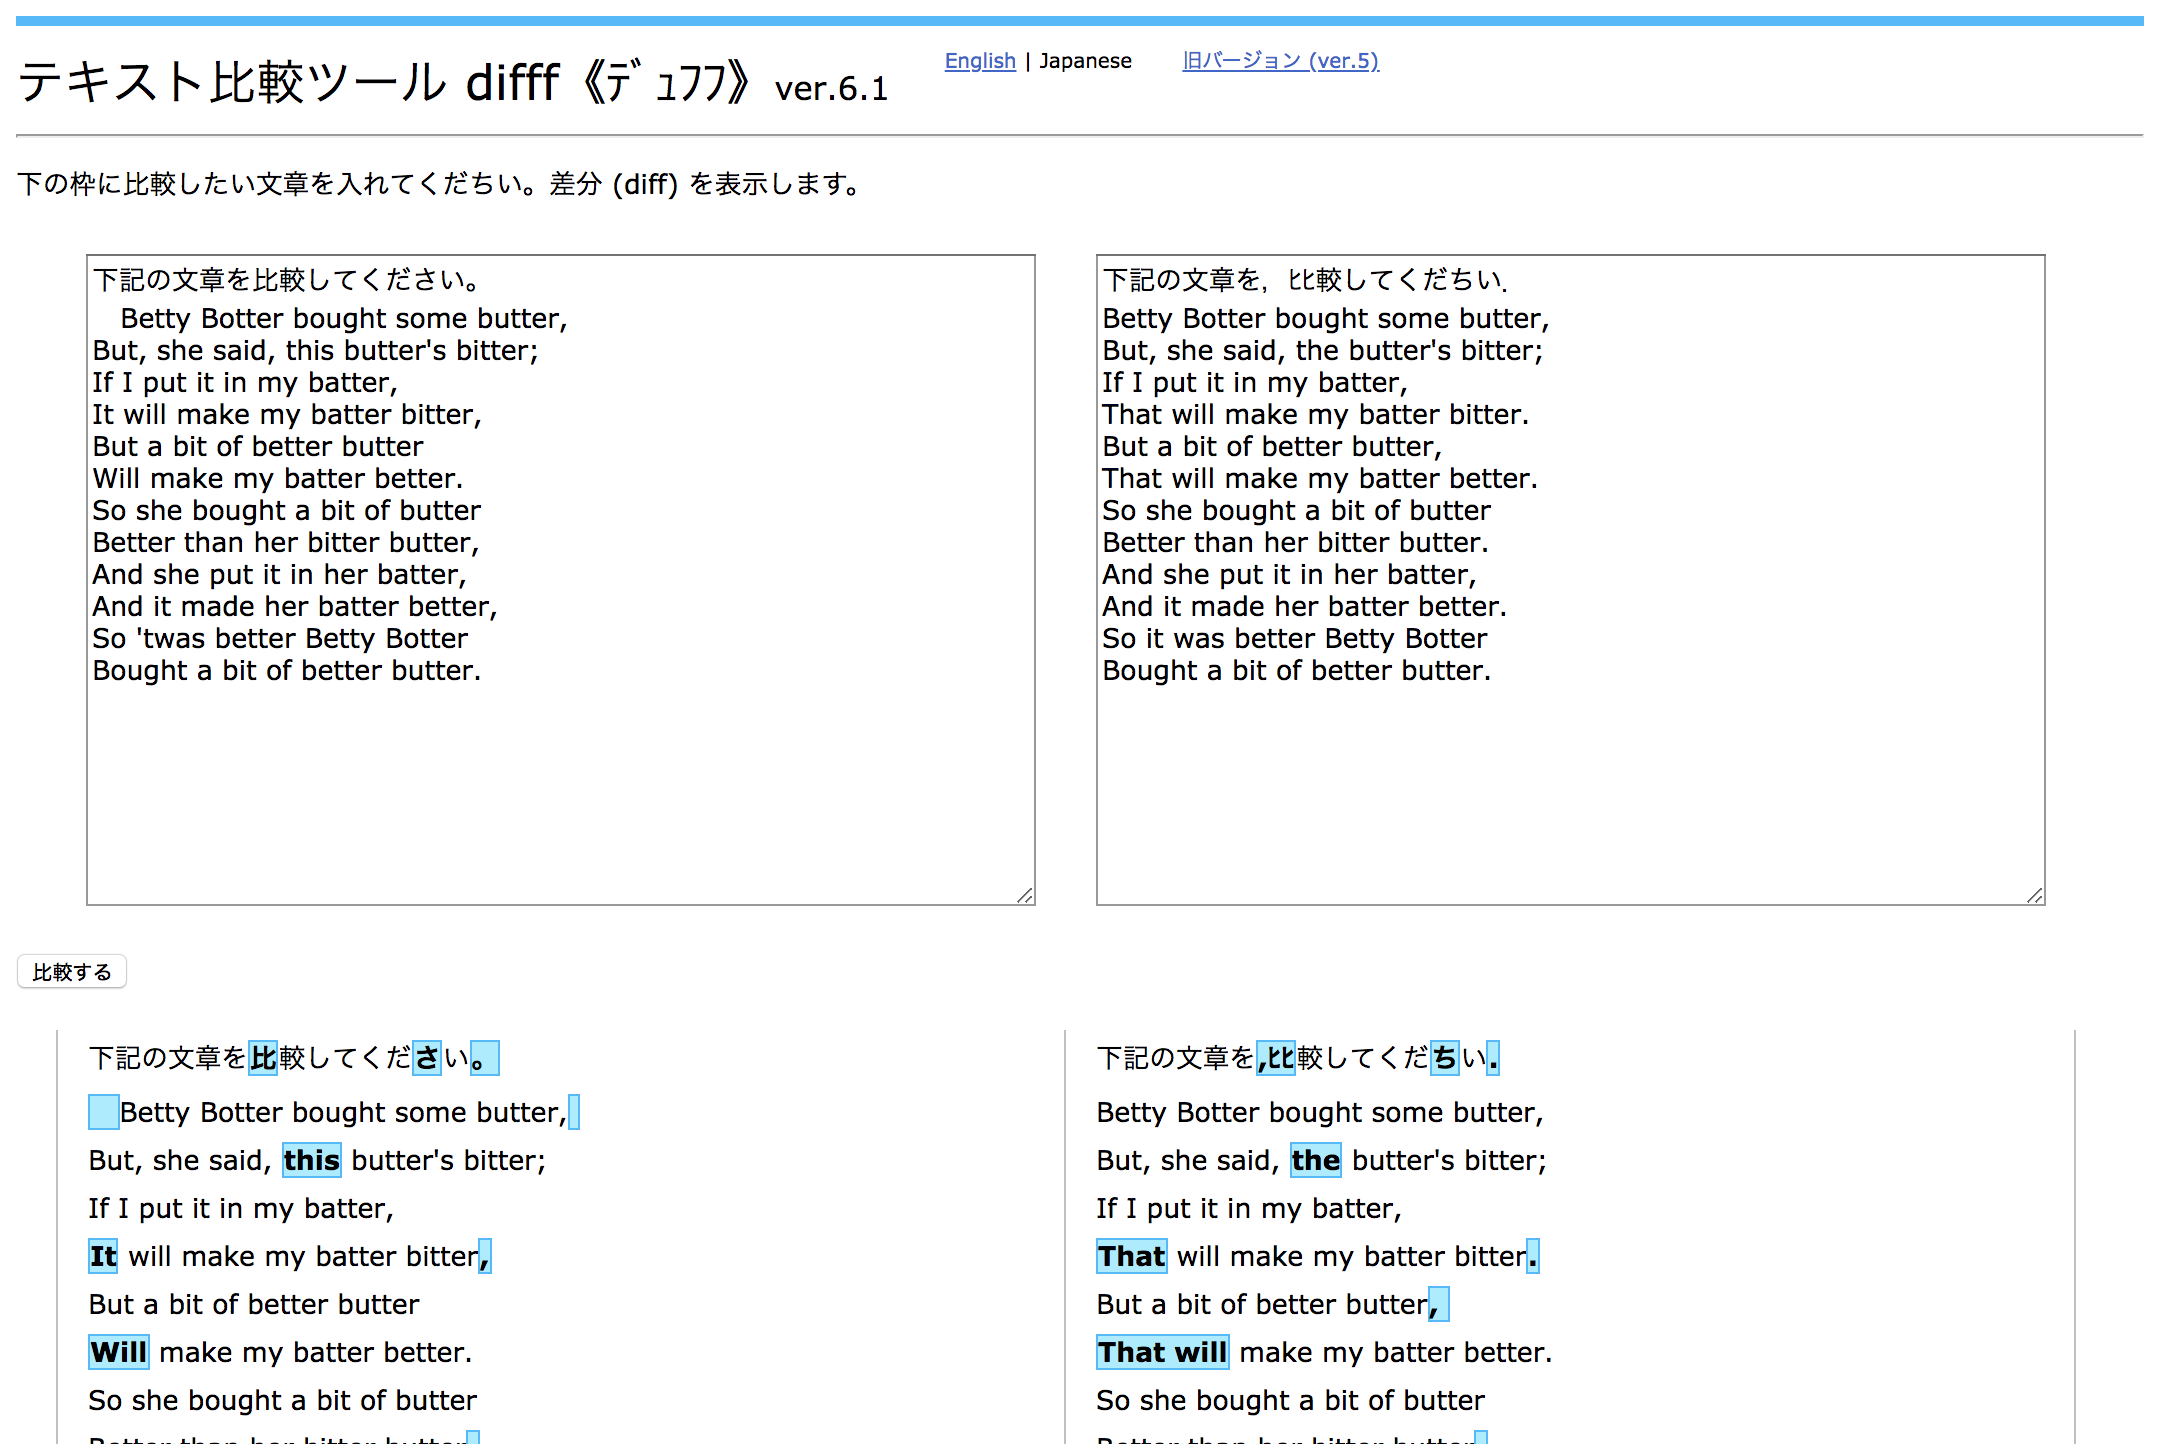 テキスト比較ツール difff《ﾃﾞｭﾌﾌ》ver.6.1
English | Japanese 旧バージョン (ver.5)
下の枠に比較したい文章を入れてくだちい。差分 (diff) を表示します。
下記の文章を比較してください。
　Betty Botter bought some butter,
But, she said, this butter's bitter;
If I put it in my batter,
It will make my batter bitter,
But a bit of better butter
Will make my batter better.
So she bought a bit of butter
Better than her bitter butter,
And she put it in her batter,
And it made her batter better,
So 'twas better Betty Botter
Bought a bit of better butter.
下記の文章を，ﾋﾋ較してくだちい．
Betty Botter bought some butter,
But, she said, the butter's bitter;
If I put it in my batter,
That will make my batter bitter.
But a bit of better butter,
That will make my batter better.
So she bought a bit of butter
Better than her bitter butter.
And she put it in her batter,
And it made her batter better.
So it was better Betty Botter
Bought a bit of better butter.
比較する
下記の文章を比較してください。
　Betty Botter bought some butter,
But, she said, this butter's bitter;
If I put it in my batter,
It will make my batter bitter,
But a bit of better butter
Will make my batter better.
So she bought a bit of butter
Better than her bitter butter
下記の文章を,ﾋﾋ較してくだちい.
Betty Botter bought some butter,
But, she said, the butter's bitter;
If I put it in my batter,
That will make my batter bitter.
But a bit of better butter,
That will make my batter better.
So she bought a bit of butter
Better than her bitter butter